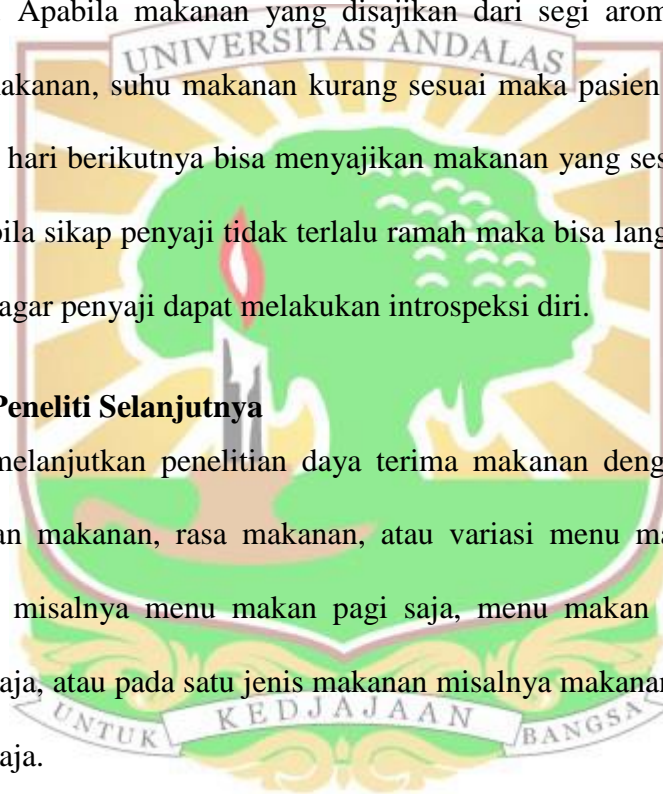 Apabila makanan yang disajikan dari segi arom
UNIVERSITAS ANDALAS
akanan, suhu makanan kurang sesuai maka pasien
hari berikutnya bisa menyajikan makanan yang ses
bila sikap penyaji tidak terlalu ramah maka bisa lang
agar penyaji dapat melakukan introspeksi diri.
Peneliti Selanjutnya
melanjutkan penelitian daya terima makanan deng
an makanan, rasa makanan, atau variasi menu ma
misalnya menu makan pagi saja, menu makan
aja, atau pada satu jenis makanan misalnya makanan
UNTUK KEDJAJAAN BANGSA
aja.